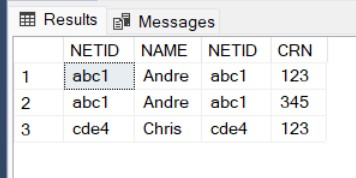 Results Messages
NETID NAME NETID CRN
1 abc1 Andre abc1 123
2 abc1 Andre abc1 345
3 cde4 Chris cde4 123